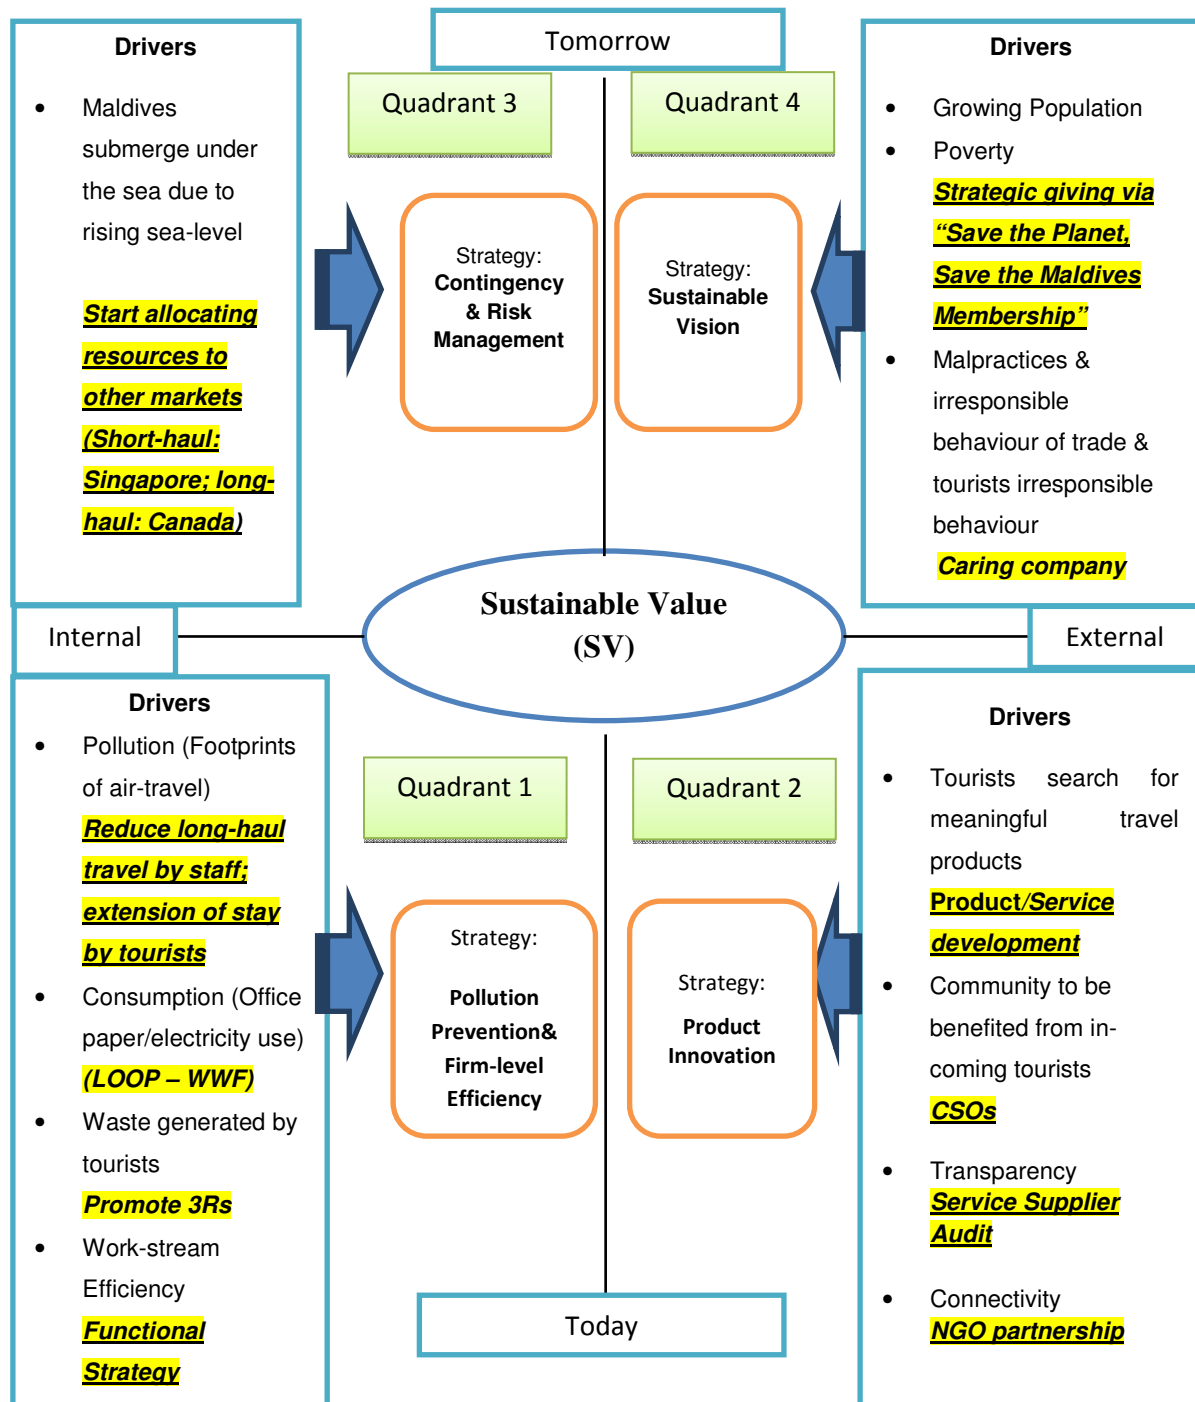 Tomorrow
Drivers
• Maldives
submerge under
the sea due to
rising sea-level
Start allocating
resources to
other markets
(Short-haul:
Singapore; long-
haul: Canada)
Quadrant 3
Strategy:
Contingency
& Risk
Management
Quadrant 4
Strategy:
Sustainable
Vision
Drivers
• Growing Population
• Poverty
Strategic giving via
“Save the Planet,
Save the Maldives
Membership”
• Malpractices &
irresponsible
behaviour of trade &
tourists irresponsible
behaviour
Caring company
Internal
Sustainable Value
(SV)
External
Drivers
• Pollution (Footprints
of air-travel)
Reduce long-haul
travel by staff;
extension of stay
by tourists
• Consumption (Office
paper/electricity use)
(LOOP – WWF)
• Waste generated by
tourists
Promote 3Rs
• Work-stream
Efficiency
Functional
Strategy
Quadrant 1
Strategy:
Pollution
Prevention&
Firm-level
Efficiency
Quadrant 2
Strategy:
Product
Innovation
Drivers
• Tourists search for
meaningful travel
products
Product/Service
development
• Community to be
benefited from in-
coming tourists
CSOs
• Transparency
Service Supplier
Audit
• Connectivity
NGO partnership
Today